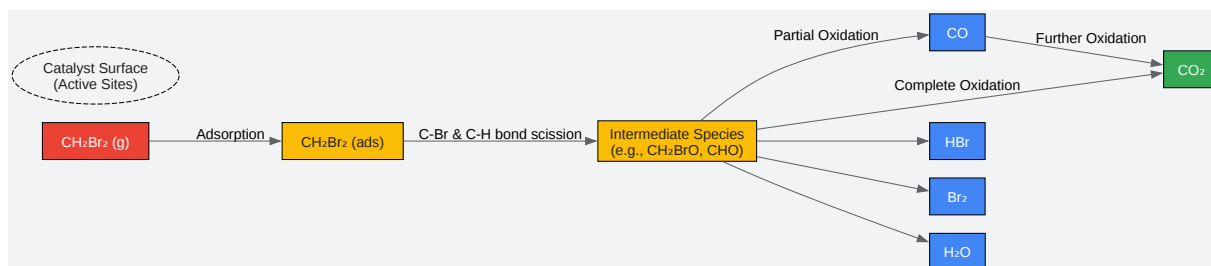 Catalyst Surface
(Active Sites)
CH₂Br₂ (g)
Adsorption
CH₂Br₂ (ads)
C-Br & C-H bond scission
Intermediate Species
(e.g., CH₂BrO, CHO)
Partial Oxidation
CO
Further Oxidation
Complete Oxidation
CO₂
HBr
Br₂
H₂O